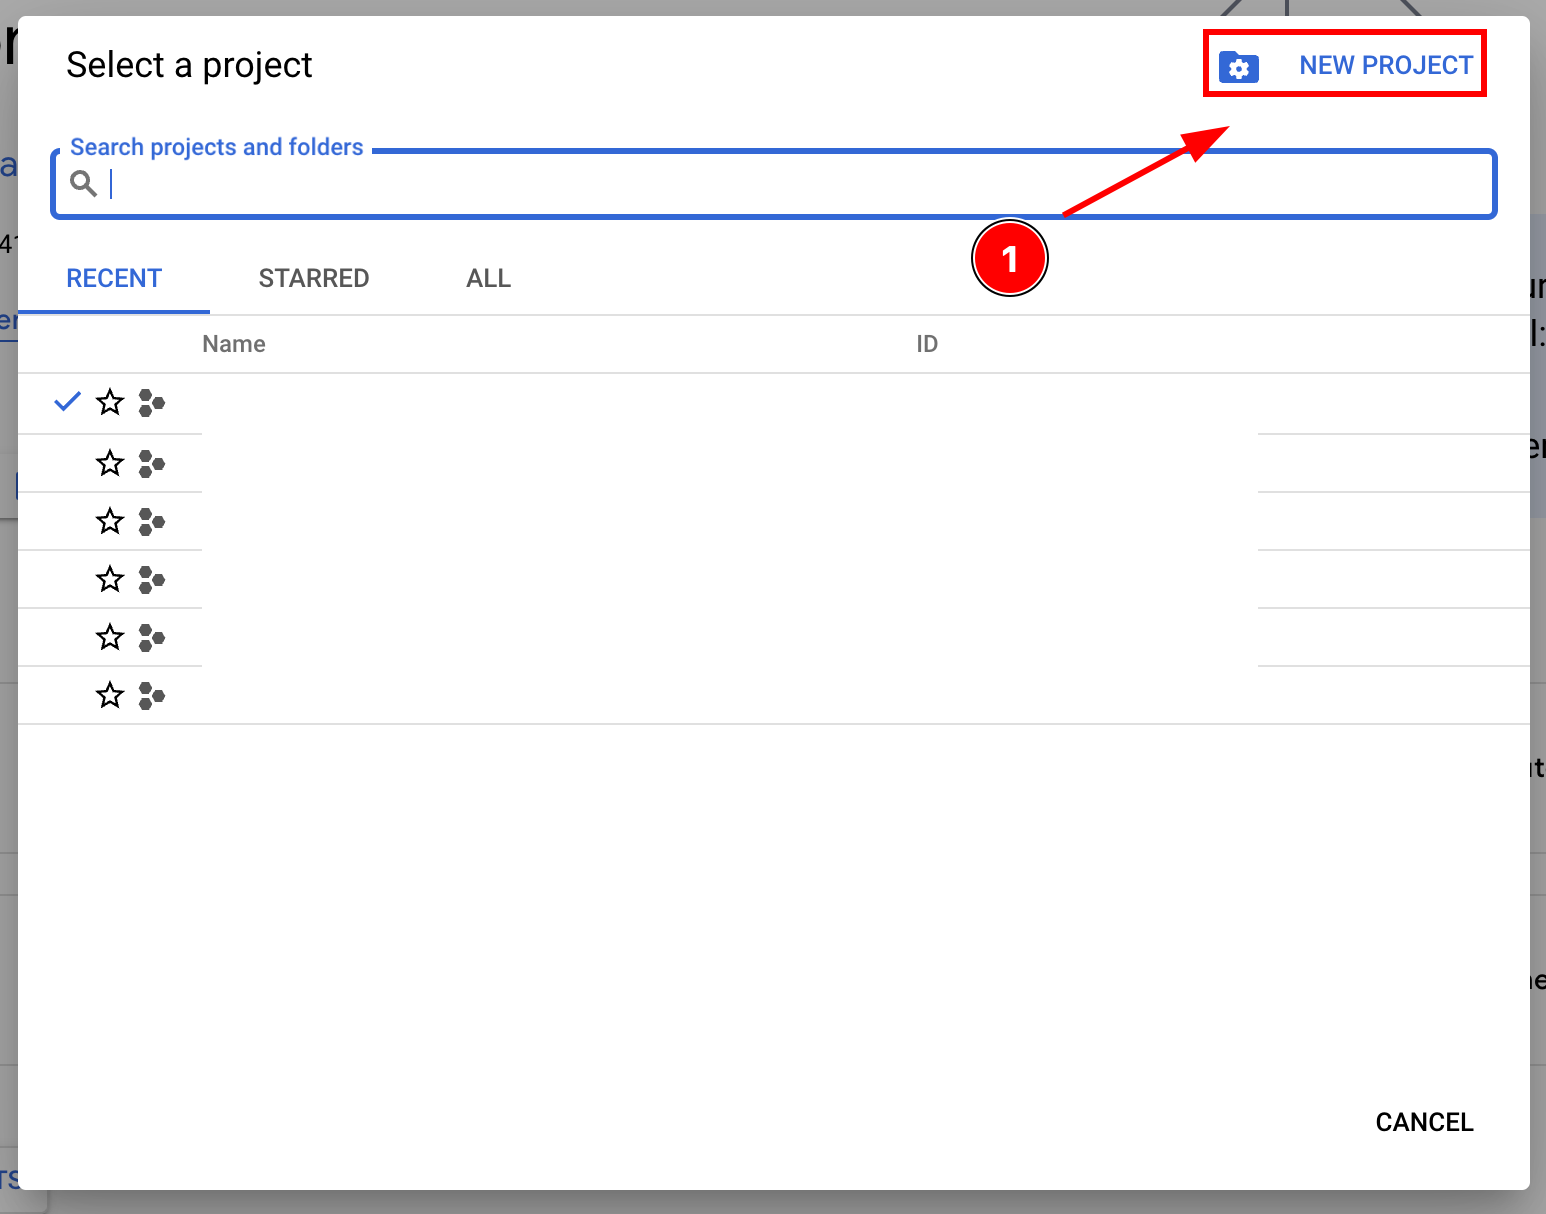 Select a project
NEW PROJECT
Search projects and folders
1
RECENT STARRED ALL
Name ID
CANCEL